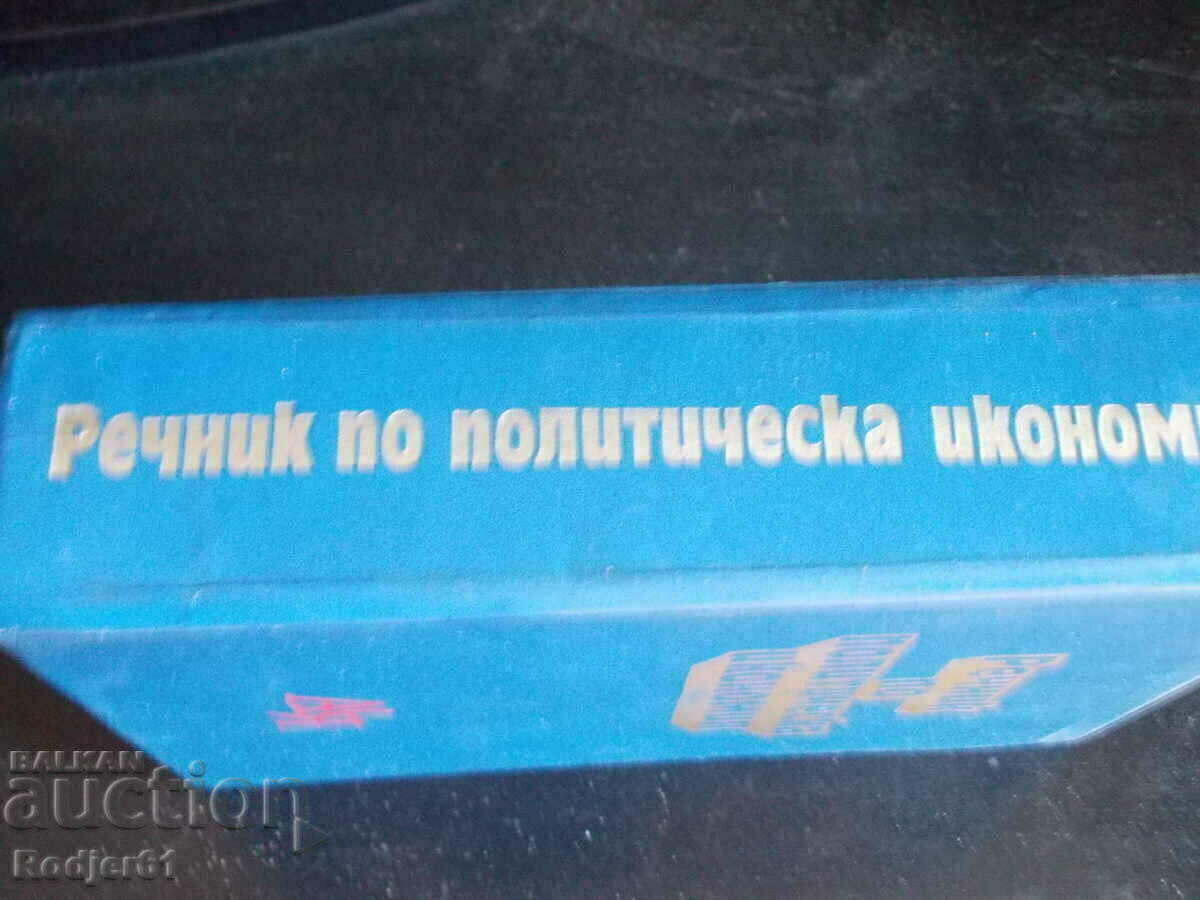 Речник по политическа иконом
BALKAN
auction
Rodjer61